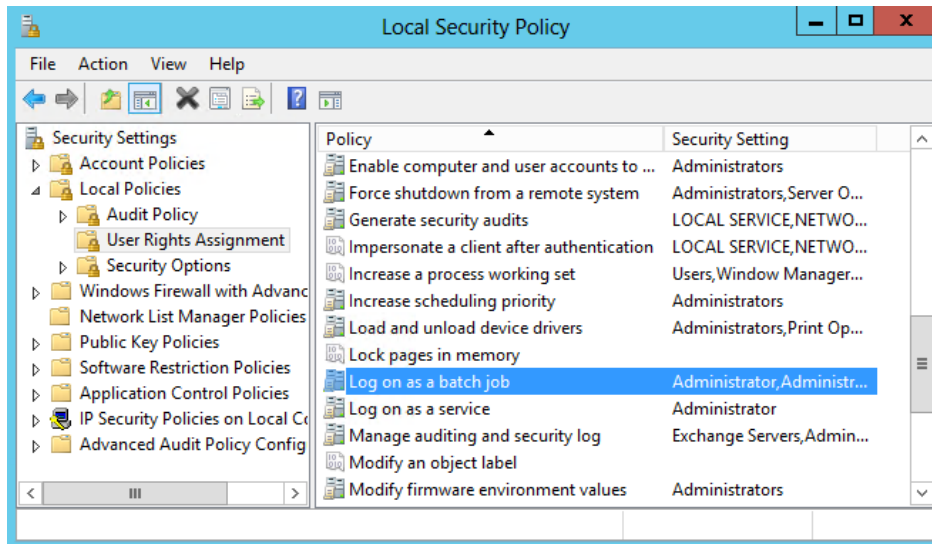 Local Security Policy
File Action View Help
Security Settings
Account Policies
Local Policies
Audit Policy
User Rights Assignment
Security Options
Windows Firewall with Advanc
Network List Manager Policies
Public Key Policies
Software Restriction Policies
Application Control Policies
IP Security Policies on Local Co
Advanced Audit Policy Config
Policy Security Setting
Enable computer and user accounts to ... Administrators
Force shutdown from a remote system Administrators,Server O...
Generate security audits LOCAL SERVICE,NETWO...
Impersonate a client after authentication LOCAL SERVICE,NETWO...
Increase a process working set Users,Window Manager...
Increase scheduling priority Administrators
Load and unload device drivers Administrators,Print Op...
Lock pages in memory
Log on as a batch job Administrator,Administr...
Log on as a service Administrator
Manage auditing and security log Exchange Servers,Admin...
Modify an object label
Modify firmware environment values Administrators